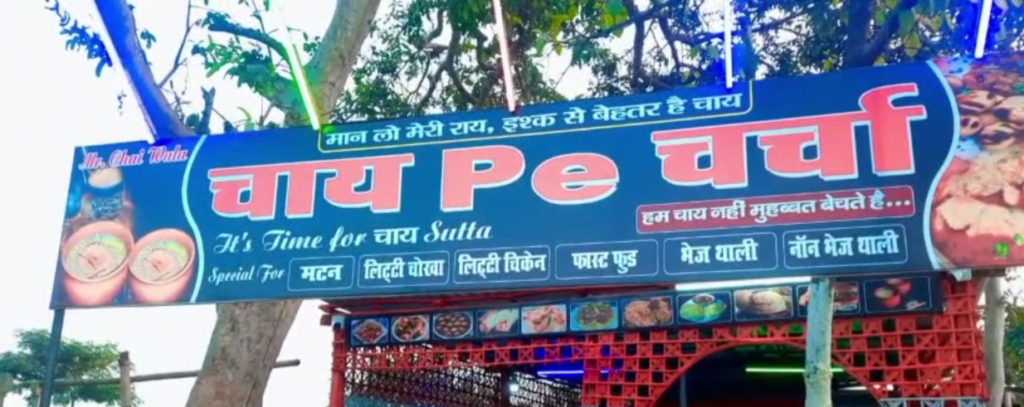 Mr. Chai Wala
मान लो मेरी राय, इश्क से बेहतर है चाय
चाय Pe चर्चा
हम चाय नहीं मुहब्बत बेचते है...
It's Time for चाय Sutta
Special For मटन लिट्टी चोखा लिट्टी चिकेन फास्ट फुड भेज थाली नॉन भेज थाली